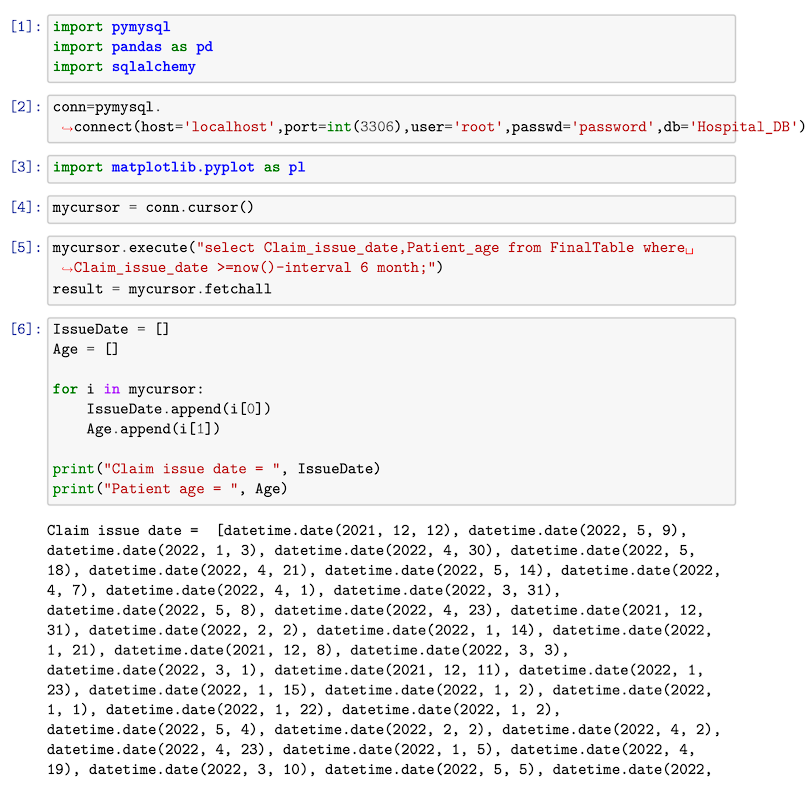 [1]: import pymysql
import pandas as pd
import sqlalchemy
[2]: conn=pymysql.
↪connect(host='localhost',port=int(3306),user='root',passwd='password',db='Hospital_DB')
[3]: import matplotlib.pyplot as pl
[4]: mycursor = conn.cursor()
[5]: mycursor.execute("select Claim_issue_date,Patient_age from FinalTable where␣
↪Claim_issue_date >=now()-interval 6 month;")
result = mycursor.fetchall
[6]: IssueDate = []
Age = []
for i in mycursor:
    IssueDate.append(i[0])
    Age.append(i[1])
print("Claim issue date = ", IssueDate)
print("Patient age = ", Age)
Claim issue date =  [datetime.date(2021, 12, 12), datetime.date(2022, 5, 9),
datetime.date(2022, 1, 3), datetime.date(2022, 4, 30), datetime.date(2022, 5,
18), datetime.date(2022, 4, 21), datetime.date(2022, 5, 14), datetime.date(2022,
4, 7), datetime.date(2022, 4, 1), datetime.date(2022, 3, 31),
datetime.date(2022, 5, 8), datetime.date(2022, 4, 23), datetime.date(2021, 12,
31), datetime.date(2022, 2, 2), datetime.date(2022, 1, 14), datetime.date(2022,
1, 21), datetime.date(2021, 12, 8), datetime.date(2022, 3, 3),
datetime.date(2022, 3, 1), datetime.date(2021, 12, 11), datetime.date(2022, 1,
23), datetime.date(2022, 1, 15), datetime.date(2022, 1, 2), datetime.date(2022,
1, 1), datetime.date(2022, 1, 22), datetime.date(2022, 1, 2),
datetime.date(2022, 5, 4), datetime.date(2022, 2, 2), datetime.date(2022, 4, 2),
datetime.date(2022, 4, 23), datetime.date(2022, 1, 5), datetime.date(2022, 4,
19), datetime.date(2022, 3, 10), datetime.date(2022, 5, 5), datetime.date(2022,